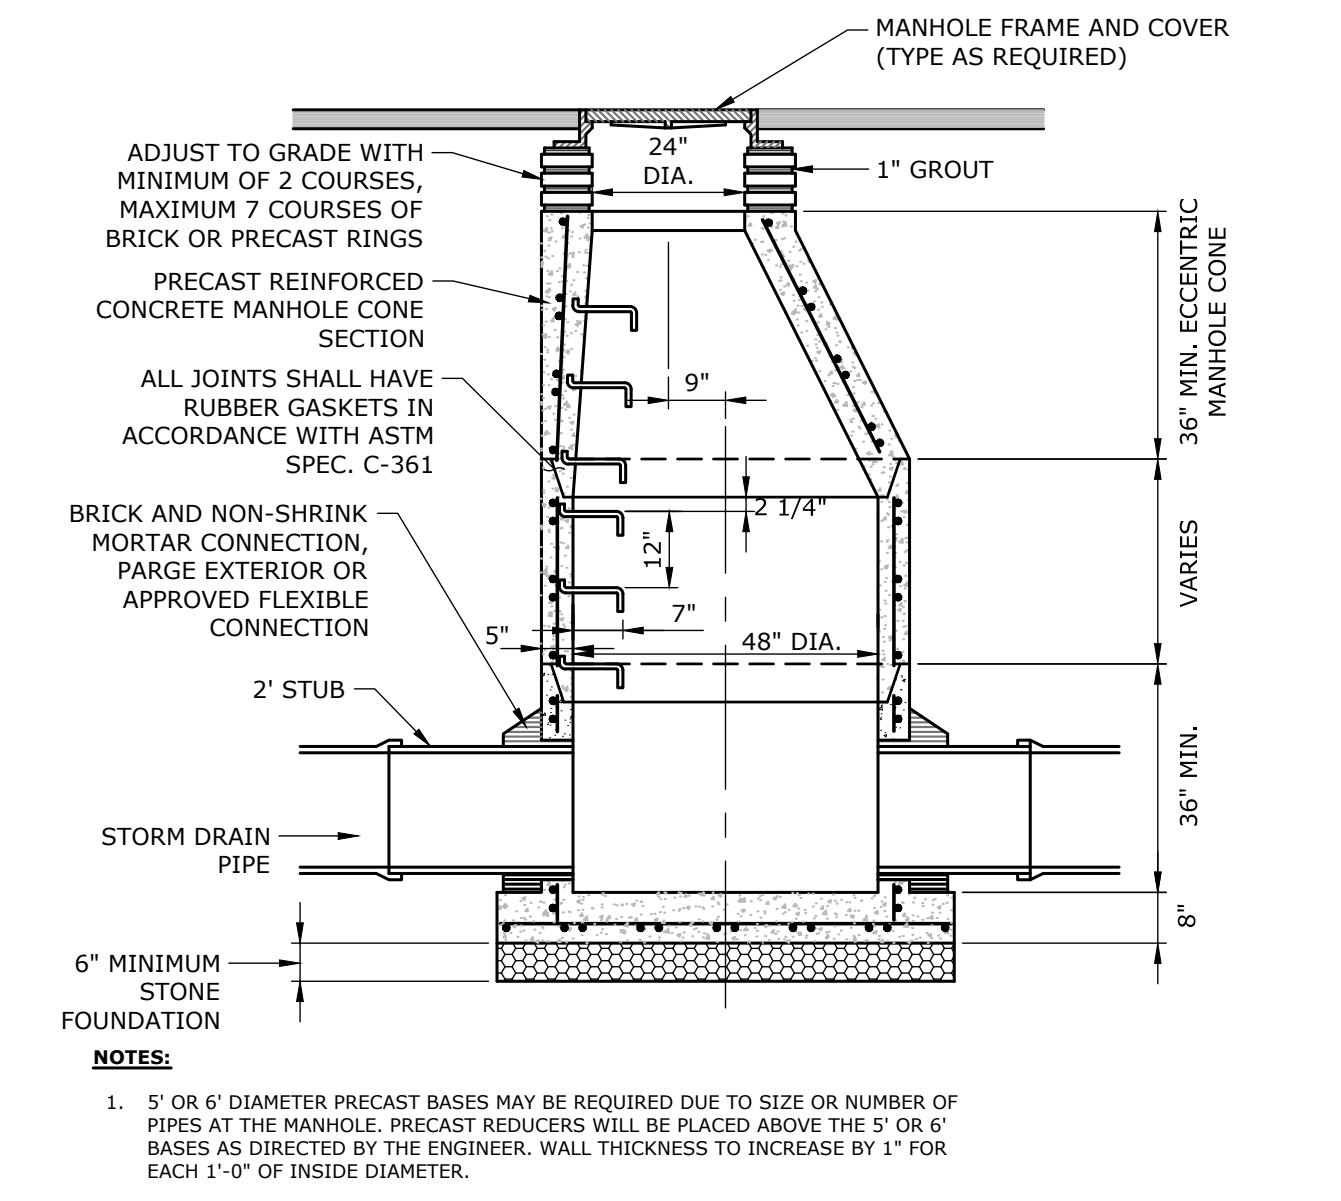 MANHOLE FRAME AND COVER
(TYPE AS REQUIRED)
24"
DIA.
ADJUST TO GRADE WITH
MINIMUM OF 2 COURSES,
MAXIMUM 7 COURSES OF
BRICK OR PRECAST RINGS
1" GROUT
PRECAST REINFORCED
CONCRETE MANHOLE CONE
SECTION
36" MIN. ECCENTRIC
MANHOLE CONE
ALL JOINTS SHALL HAVE
RUBBER GASKETS IN
ACCORDANCE WITH ASTM
SPEC. C-361
9"
2 1/4"
BRICK AND NON-SHRINK
MORTAR CONNECTION,
PARGE EXTERIOR OR
APPROVED FLEXIBLE
CONNECTION
12"
VARIES
7"
5"
48" DIA.
2' STUB
36" MIN.
STORM DRAIN
PIPE
8"
6" MINIMUM
STONE
FOUNDATION
NOTES:
1. 5' OR 6' DIAMETER PRECAST BASES MAY BE REQUIRED DUE TO SIZE OR NUMBER OF
PIPES AT THE MANHOLE. PRECAST REDUCERS WILL BE PLACED ABOVE THE 5' OR 6'
BASES AS DIRECTED BY THE ENGINEER. WALL THICKNESS TO INCREASE BY 1" FOR
EACH 1'-0" OF INSIDE DIAMETER.